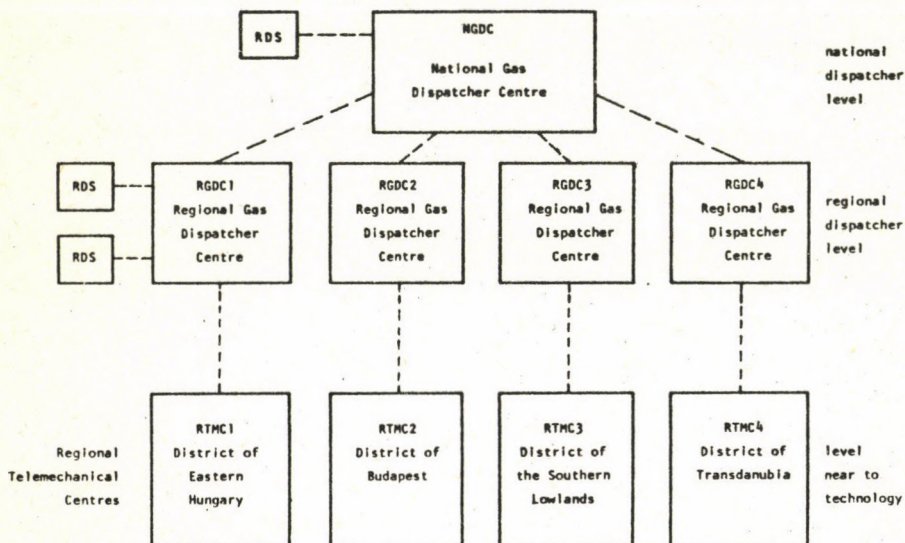 RDS
NGDC
National Gas
Dispatcher Centre
national
dispatcher
level
RDS
RDS
RGDC1
Regional Gas
Dispatcher
Centre
RGDC2
Regional Gas
Dispatcher
Centre
RGDC3
Regional Gas
Dispatcher
Centre
RGDC4
Regional Gas
Dispatcher
Centre
regional
dispatcher
level
Regional
Telemechanical
Centres
RTMC1
District of
Eastern
Hungary
RTMC2
District of
Budapest
RTMC3
District of
the Southern
Lowlands
RTMC4
District of
Transdanubia
level
near to
technology